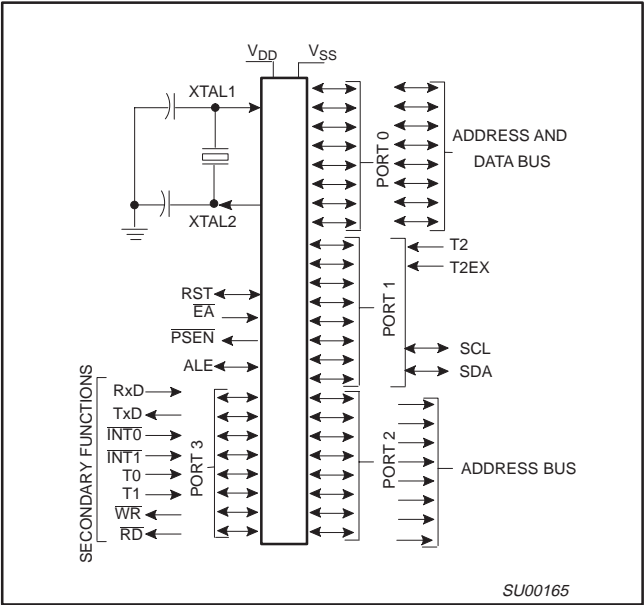 VDD
VSS
XTAL1
XTAL2
PORT 0
ADDRESS AND
DATA BUS
T2
T2EX
PORT 1
SCL
SDA
RST
EA
PSEN
ALE
SECONDARY FUNCTIONS
RxD
TxD
INT0
INT1
T0
T1
WR
RD
PORT 3
PORT 2
ADDRESS BUS
SU00165